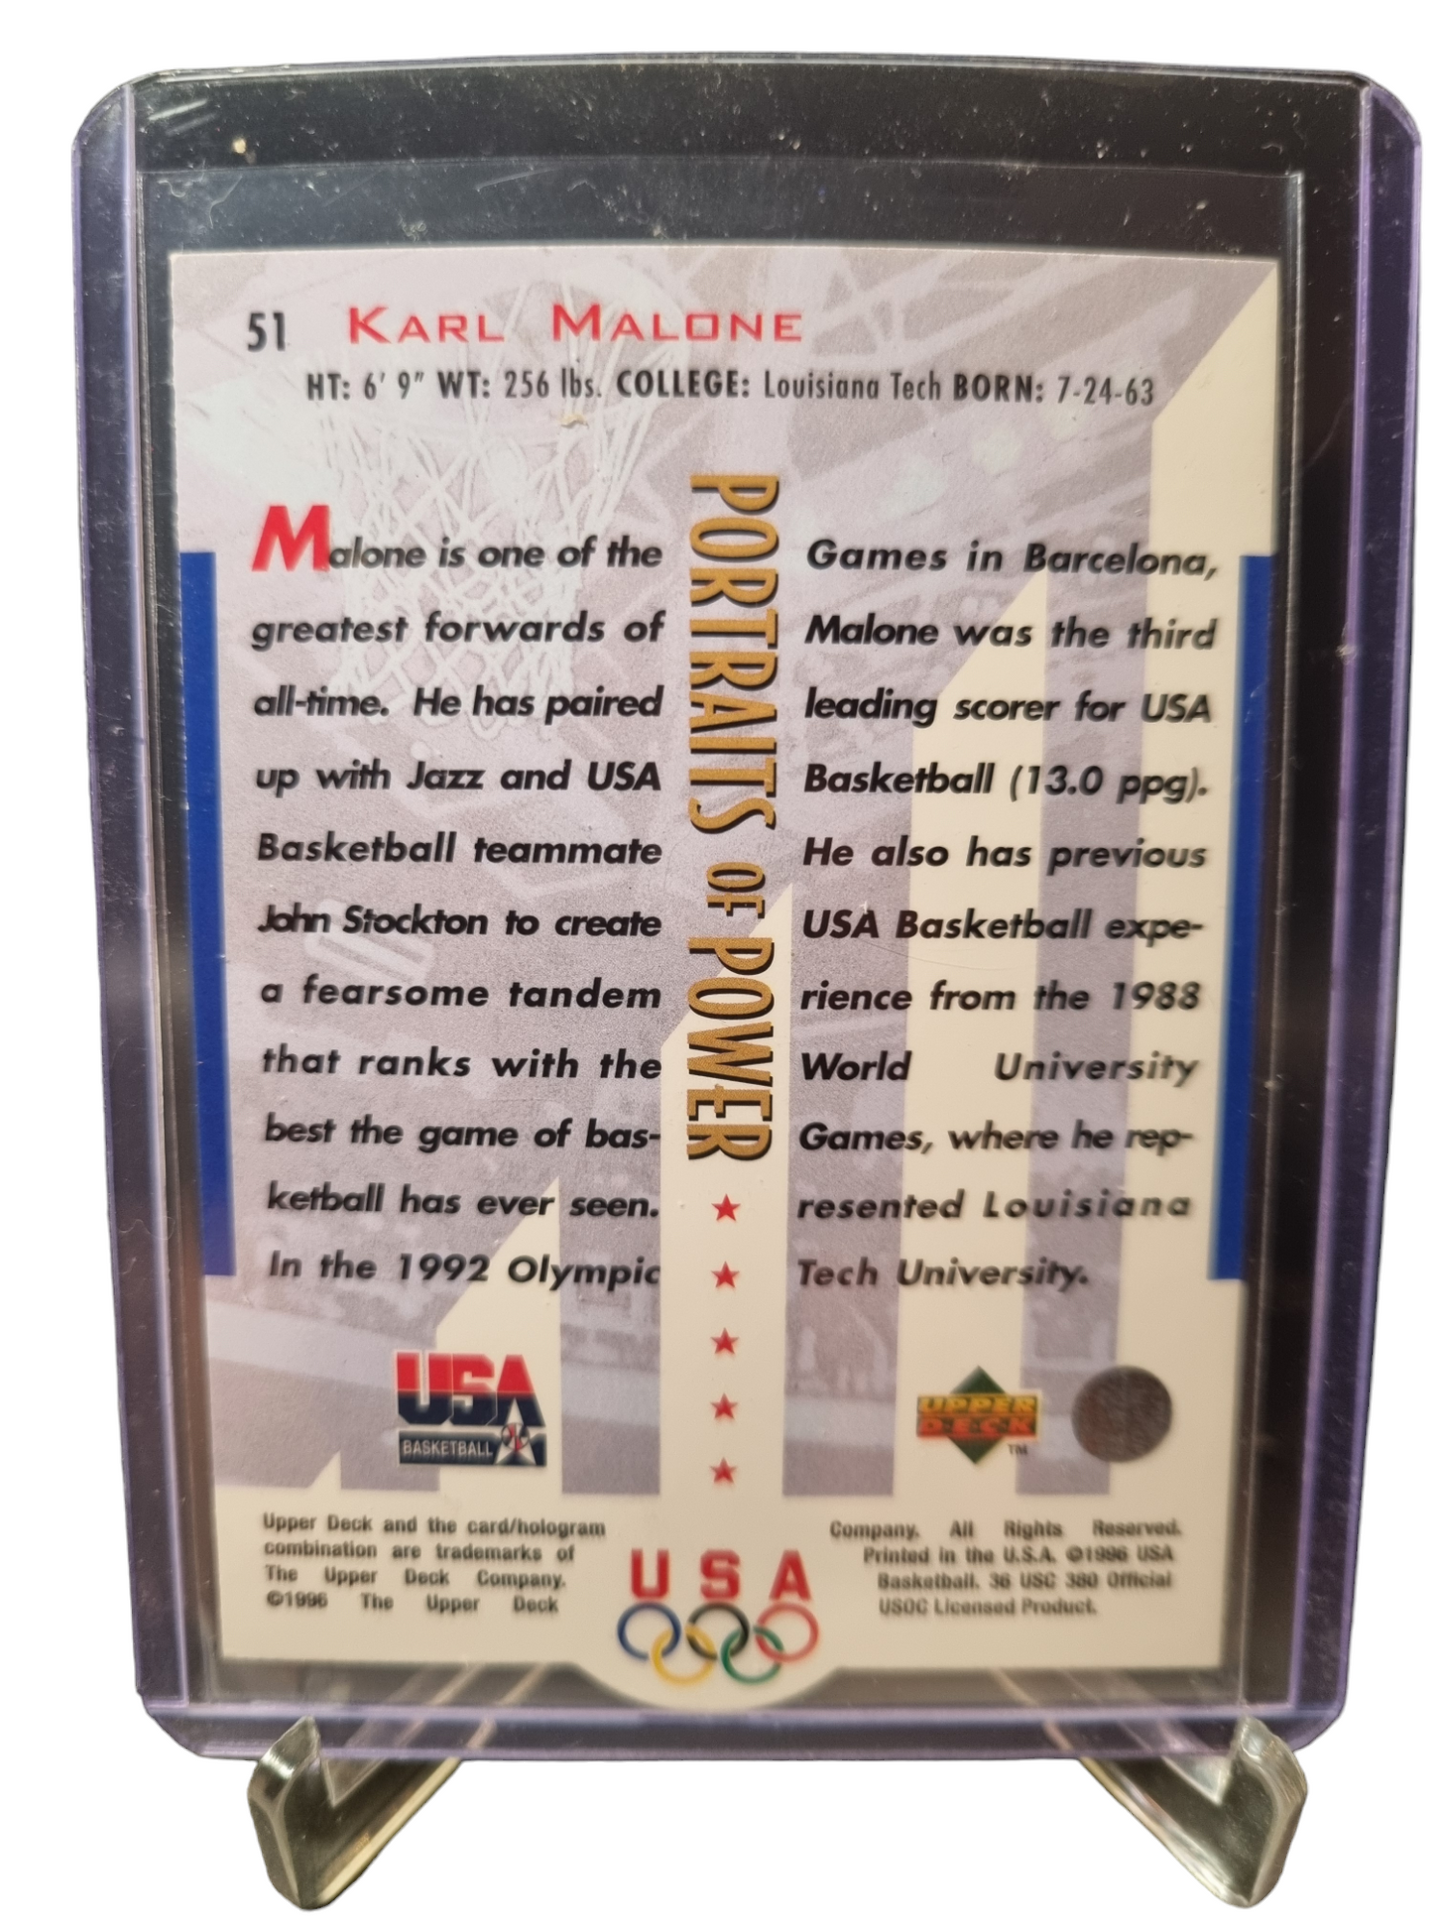 51 KARL MALONE
HT: 6' 9" WT: 256 lbs. COLLEGE: Louisiana Tech BORN: 7-24-63
Malone is one of the
greatest forwards of
all-time. He has paired
up with Jazz and USA
Basketball teammate
John Stockton to create
a fearsome tandem
that ranks with the
best the game of bas-
ketball has ever seen.
In the 1992 Olympic
PORTRAITS OF POWER
Games in Barcelona,
Malone was the third
leading scorer for USA
Basketball (13.0 ppg).
He also has previous
USA Basketball expe-
rience from the 1988
World University
Games, where he rep-
resented Louisiana
Tech University.
USA
BASKETBALL
UPPER
DECK
TM
Upper Deck and the card/hologram
combination are trademarks of
The Upper Deck Company.
©1996 The Upper Deck
USA
Company. All Rights Reserved.
Printed in the U.S.A. ©1996 USA
Basketball. 36 USC 380 Official
USOC Licensed Product.